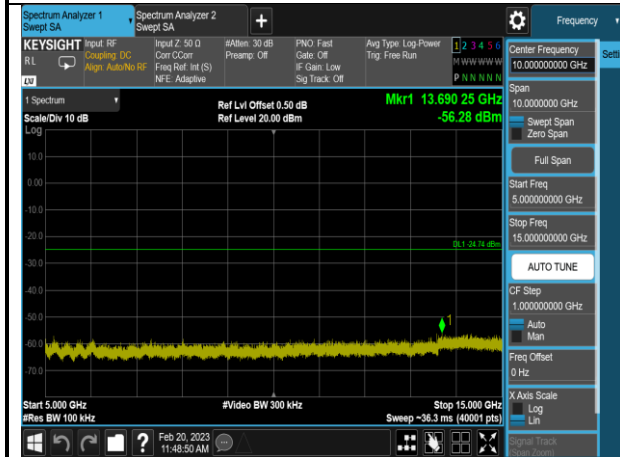 Spectrum Analyzer 1
Swept SA
Spectrum Analyzer 2
Swept SA
+
Frequency
KEYSIGHT
RL
LXI
Input: RF
Coupling: DC
Align: Auto/No RF
Input Z: 50 Ω
Corr CCorr
Freq Ref: Int (S)
NFE: Adaptive
#Atten: 30 dB
Preamp: Off
PNO: Fast
Gate: Off
IF Gain: Low
Sig Track: Off
Avg Type: Log-Power
Trig: Free Run
1 2 3 4 5 6
M W W W W W
P N N N N N
1 Spectrum
Scale/Div 10 dB
Log
Ref Lvl Offset 0.50 dB
Ref Level 20.00 dBm
Mkr1 13.690 25 GHz
-56.28 dBm
10.0
0.00
-10.0
-20.0
-30.0
-40.0
-50.0
-60.0
-70.0
DL1 -24.74 dBm
1
Start 5.000 GHz
#Res BW 100 kHz
#Video BW 300 kHz
Stop 15.000 GHz
Sweep ~36.3 ms (40001 pts)
Center Frequency
10.000000000 GHz
Settings
Span
10.0000000 GHz
Swept Span
Zero Span
Full Span
Start Freq
5.000000000 GHz
Stop Freq
15.000000000 GHz
AUTO TUNE
CF Step
1.000000000 GHz
Auto
Man
Freq Offset
0 Hz
X Axis Scale
Log
Lin
Signal Track
(Span Zoom)
?
Feb 20, 2023
11:48:50 AM